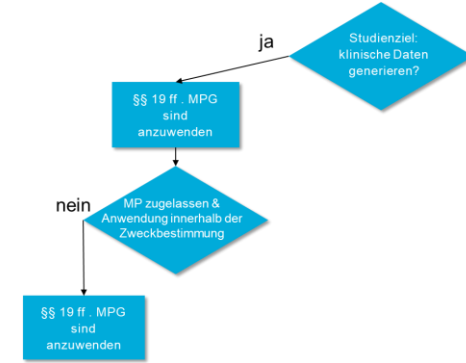 Studienziel:
klinische Daten
generieren?
ja
§§ 19 ff . MPG
sind
anzuwenden
nein
MP zugelassen &
Anwendung innerhalb der
Zweckbestimmung
§§ 19 ff . MPG
sind
anzuwenden